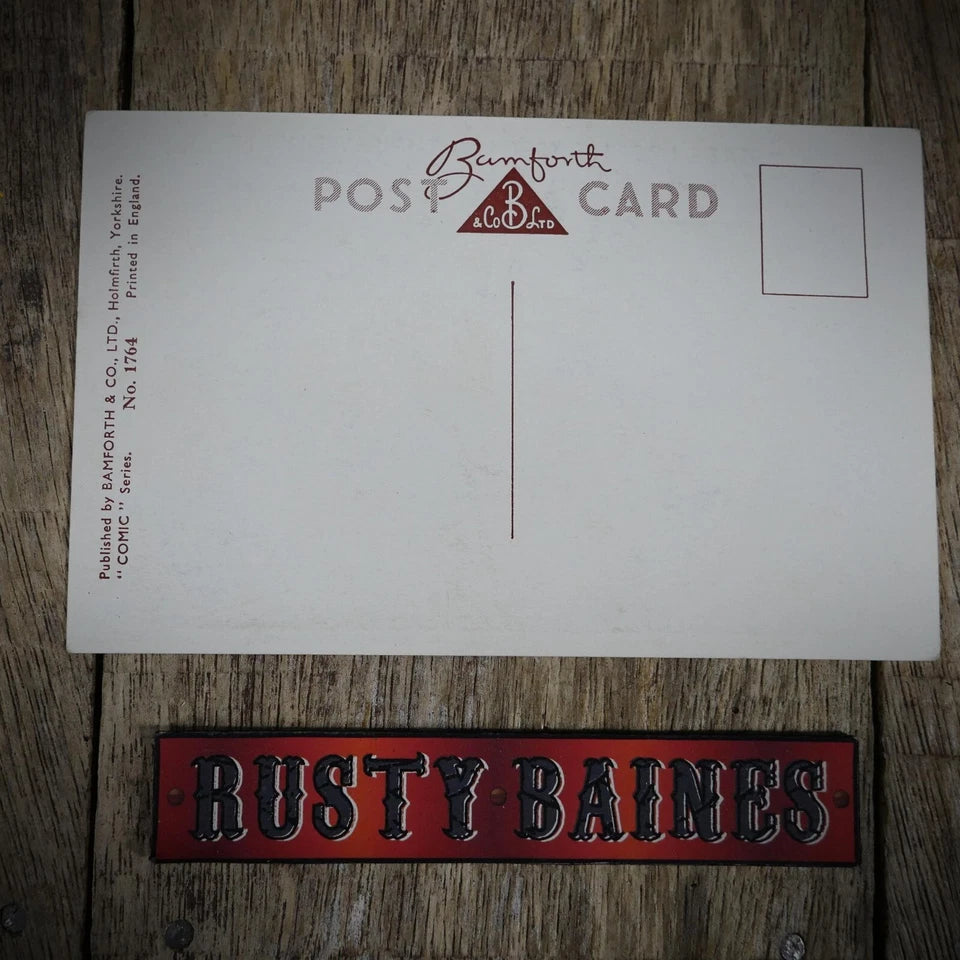 Bamforth
POST CARD
B
& Co Ltd
Published by BAMFORTH & CO., LTD., Holmfirth, Yorkshire.
"COMIC" Series. No. 1764 Printed in England.
RUSTY BAINES